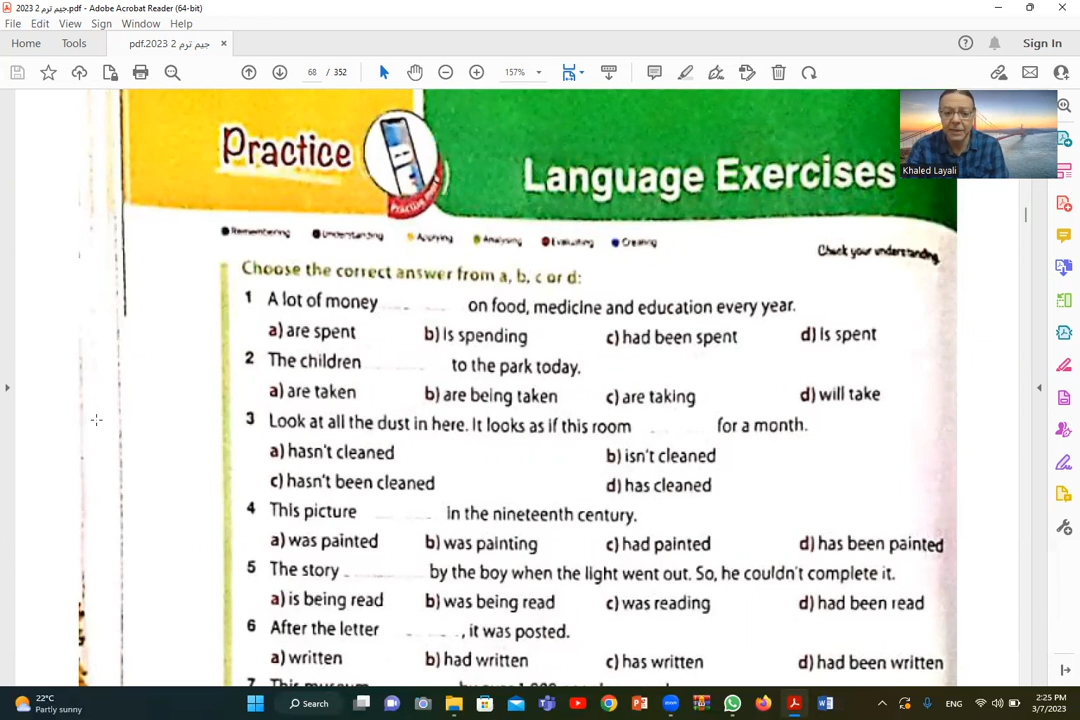 2023 جيم ترم 2.pdf - Adobe Acrobat Reader (64-bit)
File Edit View Sign Window Help
Home Tools جيم ترم 2 2023.pdf × Sign In
68 / 352 157%
Practice
Language Exercises
Khaled Layali
Remembering Understanding Applying Analysing Evaluating Creating
Check your understanding
Choose the correct answer from a, b, c or d:
1 A lot of money ........ on food, medicine and education every year.
a) are spent b) is spending c) had been spent d) is spent
2 The children ........ to the park today.
a) are taken b) are being taken c) are taking d) will take
3 Look at all the dust in here. It looks as if this room ........ for a month.
a) hasn't cleaned b) isn't cleaned
c) hasn't been cleaned d) has cleaned
4 This picture ........ in the nineteenth century.
a) was painted b) was painting c) had painted d) has been painted
5 The story ........ by the boy when the light went out. So, he couldn't complete it.
a) is being read b) was being read c) was reading d) had been read
6 After the letter ........, it was posted.
a) written b) had written c) has written d) had been written
7 This museum
22°C
Partly sunny
Search
ENG
2:25 PM
3/7/2023